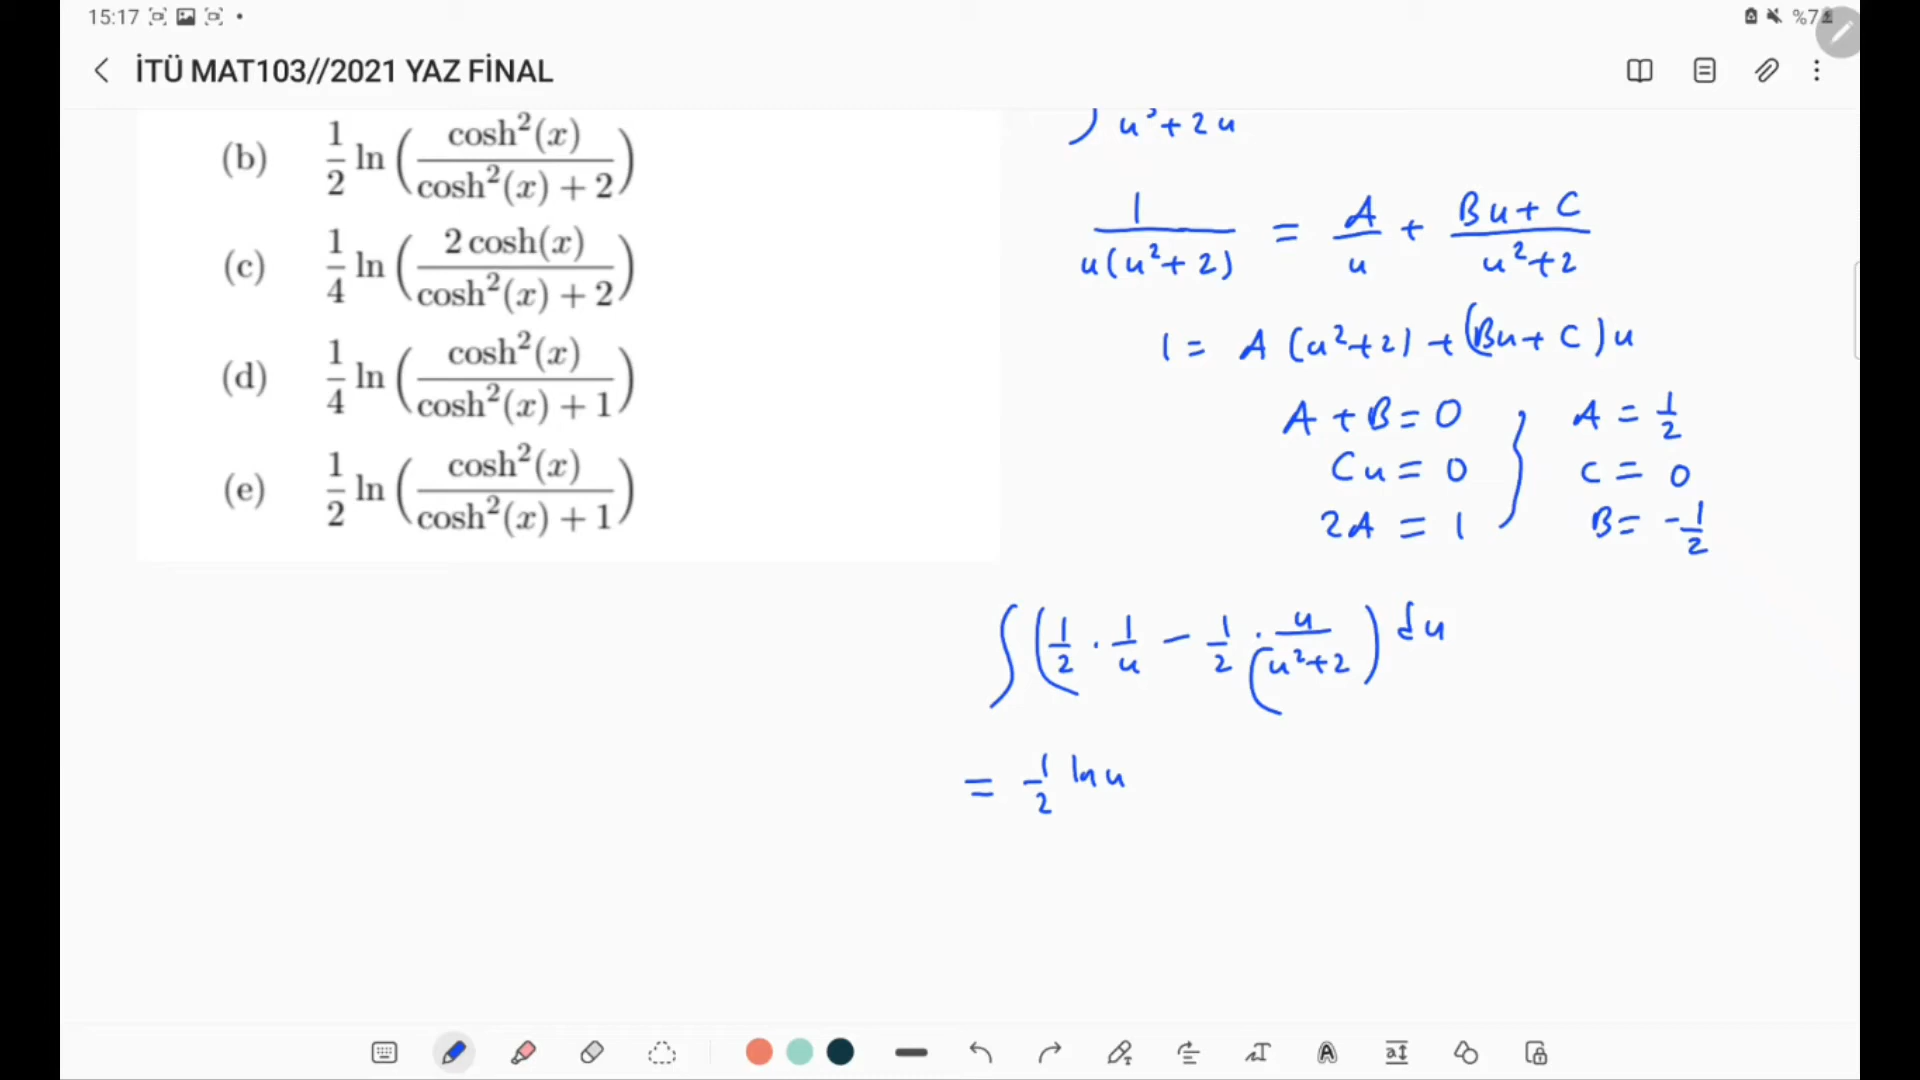 15:17
%7
İTÜ MAT103//2021 YAZ FİNAL
(b) 1/2 ln ( cosh²(x) / cosh²(x) + 2 )
(c) 1/4 ln ( 2 cosh(x) / cosh²(x) + 2 )
(d) 1/4 ln ( cosh²(x) / cosh²(x) + 1 )
(e) 1/2 ln ( cosh²(x) / cosh²(x) + 1 )
u³ + 2u
1 / u(u² + 2) = A / u + Bu + C / u² + 2
1 = A (u² + 2) + (Bu + C) u
A + B = 0 } A = 1/2
Cu = 0 C = 0
2A = 1 B = -1/2
∫ ( 1/2 · 1/u − 1/2 · u / (u² + 2 ) du
= 1/2 ln u